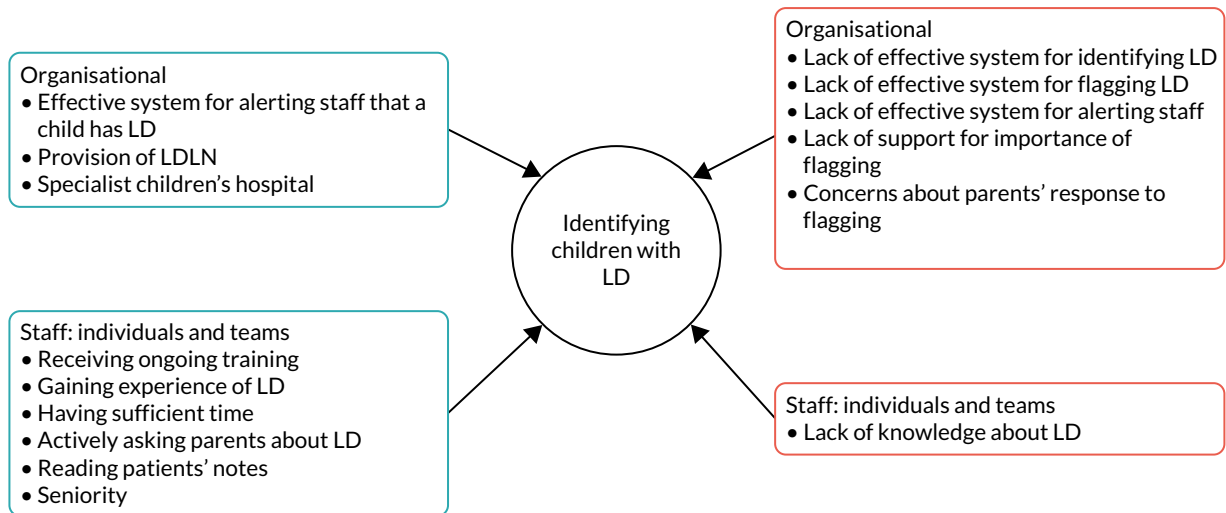 Organisational
• Effective system for alerting staff that a
child has LD
• Provision of LDLN
• Specialist children’s hospital
Organisational
• Lack of effective system for identifying LD
• Lack of effective system for flagging LD
• Lack of effective system for alerting staff
• Lack of support for importance of
flagging
• Concerns about parents’ response to
flagging
Identifying
children with
LD
Staff: individuals and teams
• Receiving ongoing training
• Gaining experience of LD
• Having sufficient time
• Actively asking parents about LD
• Reading patients’ notes
• Seniority
Staff: individuals and teams
• Lack of knowledge about LD